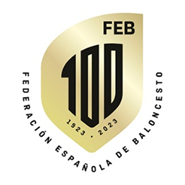 FEB
100
1923 · 2023
FEDERACIÓN ESPAÑOLA DE BALONCESTO